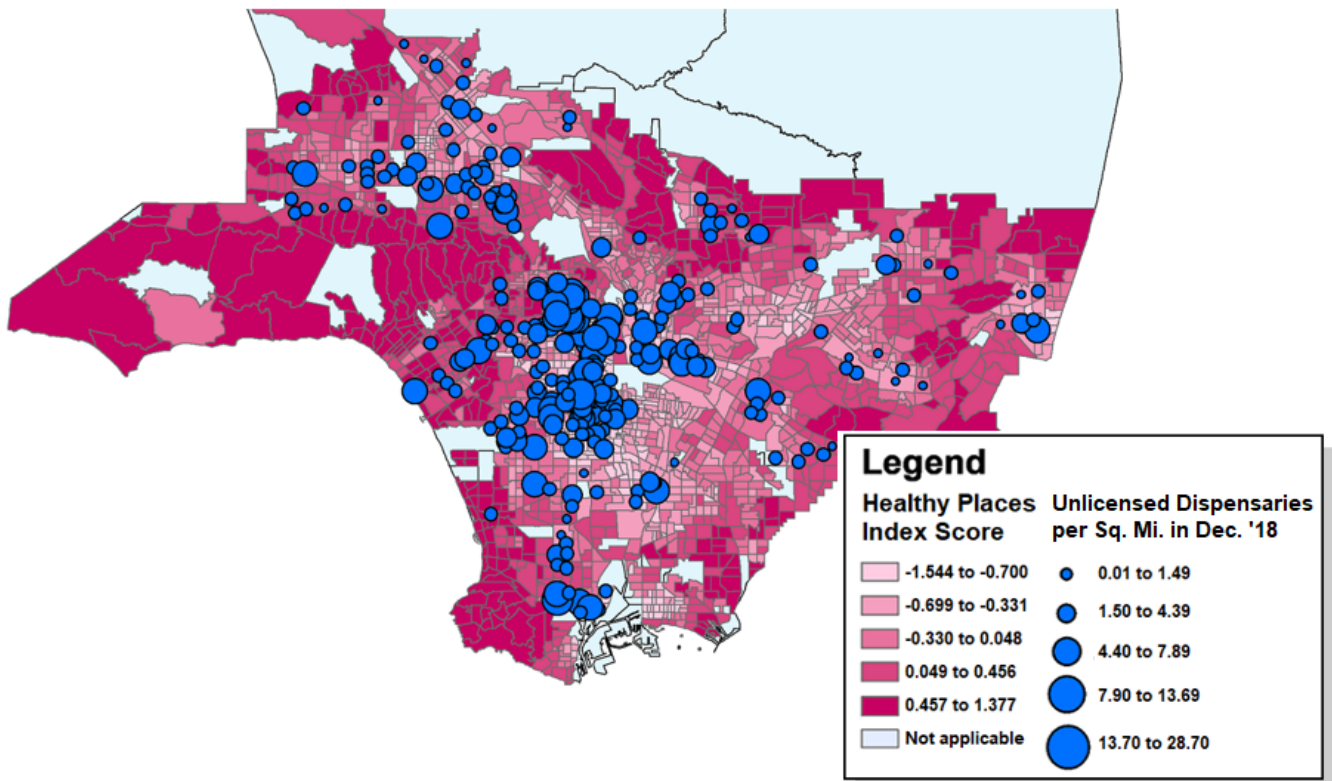 Legend
Healthy Places
Index Score
-1.544 to -0.700
-0.699 to -0.331
-0.330 to 0.048
0.049 to 0.456
0.457 to 1.377
Not applicable
Unlicensed Dispensaries
per Sq. Mi. in Dec. '18
0.01 to 1.49
1.50 to 4.39
4.40 to 7.89
7.90 to 13.69
13.70 to 28.70